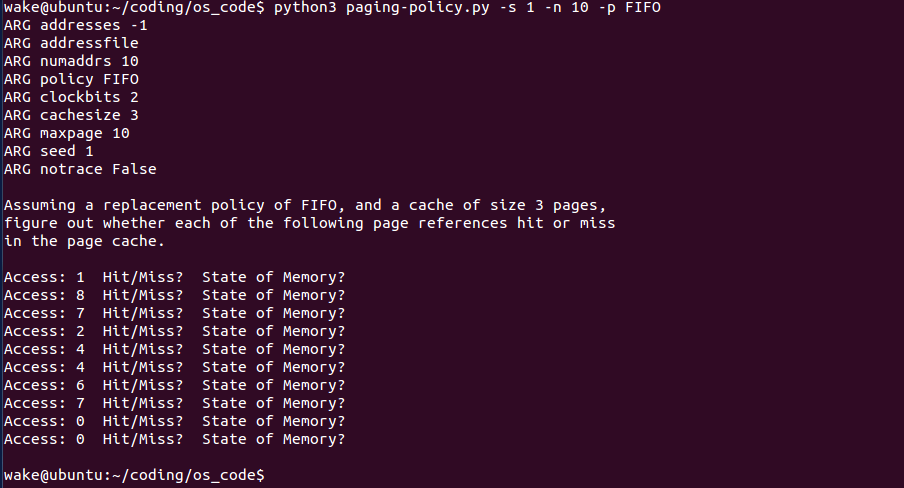 wake@ubuntu:~/coding/os_code$ python3 paging-policy.py -s 1 -n 10 -p FIFO
ARG addresses -1
ARG addressfile
ARG numaddrs 10
ARG policy FIFO
ARG clockbits 2
ARG cachesize 3
ARG maxpage 10
ARG seed 1
ARG notrace False

Assuming a replacement policy of FIFO, and a cache of size 3 pages,
figure out whether each of the following page references hit or miss
in the page cache.

Access: 1  Hit/Miss?  State of Memory?
Access: 8  Hit/Miss?  State of Memory?
Access: 7  Hit/Miss?  State of Memory?
Access: 2  Hit/Miss?  State of Memory?
Access: 4  Hit/Miss?  State of Memory?
Access: 4  Hit/Miss?  State of Memory?
Access: 6  Hit/Miss?  State of Memory?
Access: 7  Hit/Miss?  State of Memory?
Access: 0  Hit/Miss?  State of Memory?
Access: 0  Hit/Miss?  State of Memory?

wake@ubuntu:~/coding/os_code$